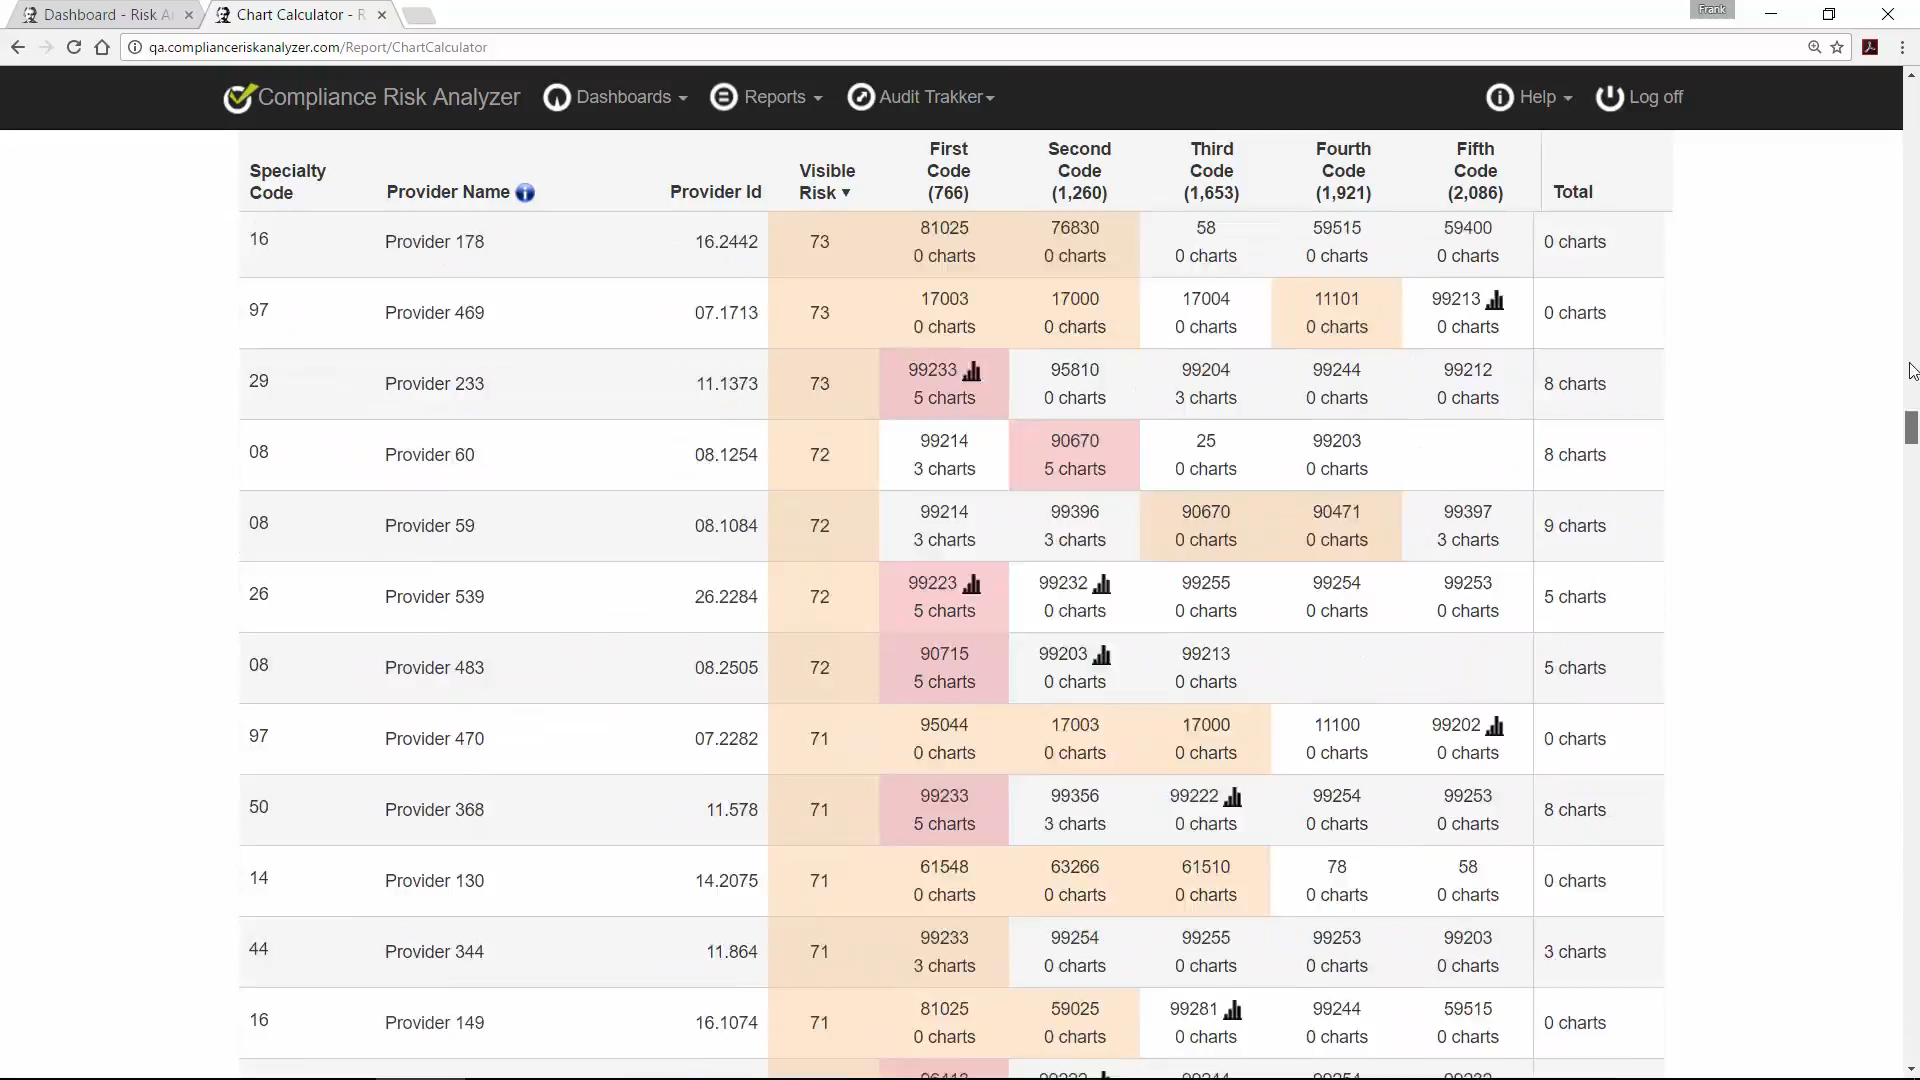 Dashboard - Risk A
Chart Calculator - R
Frank
qa.complianceriskanalyzer.com/Report/ChartCalculator
Compliance Risk Analyzer
Dashboards
Reports
Audit Trakker
Help
Log off
Specialty Code
Provider Name
Provider Id
Visible Risk ▼
First Code (766)
Second Code (1,260)
Third Code (1,653)
Fourth Code (1,921)
Fifth Code (2,086)
Total
16 Provider 178 16.2442 73 81025 76830 58 59515 59400 0 charts
0 charts 0 charts 0 charts 0 charts 0 charts
97 Provider 469 07.1713 73 17003 17000 17004 11101 99213 0 charts
0 charts 0 charts 0 charts 0 charts 0 charts
29 Provider 233 11.1373 73 99233 95810 99204 99244 99212 8 charts
5 charts 0 charts 3 charts 0 charts 0 charts
08 Provider 60 08.1254 72 99214 90670 25 99203 8 charts
3 charts 5 charts 0 charts 0 charts
08 Provider 59 08.1084 72 99214 99396 90670 90471 99397 9 charts
3 charts 3 charts 0 charts 0 charts 3 charts
26 Provider 539 26.2284 72 99223 99232 99255 99254 99253 5 charts
5 charts 0 charts 0 charts 0 charts 0 charts
08 Provider 483 08.2505 72 90715 99203 99213 5 charts
5 charts 0 charts 0 charts
97 Provider 470 07.2282 71 95044 17003 17000 11100 99202 0 charts
0 charts 0 charts 0 charts 0 charts 0 charts
50 Provider 368 11.578 71 99233 99356 99222 99254 99253 8 charts
5 charts 3 charts 0 charts 0 charts 0 charts
14 Provider 130 14.2075 71 61548 63266 61510 78 58 0 charts
0 charts 0 charts 0 charts 0 charts 0 charts
44 Provider 344 11.864 71 99233 99254 99255 99253 99203 3 charts
3 charts 0 charts 0 charts 0 charts 0 charts
16 Provider 149 16.1074 71 81025 59025 99281 99244 59515 0 charts
0 charts 0 charts 0 charts 0 charts 0 charts